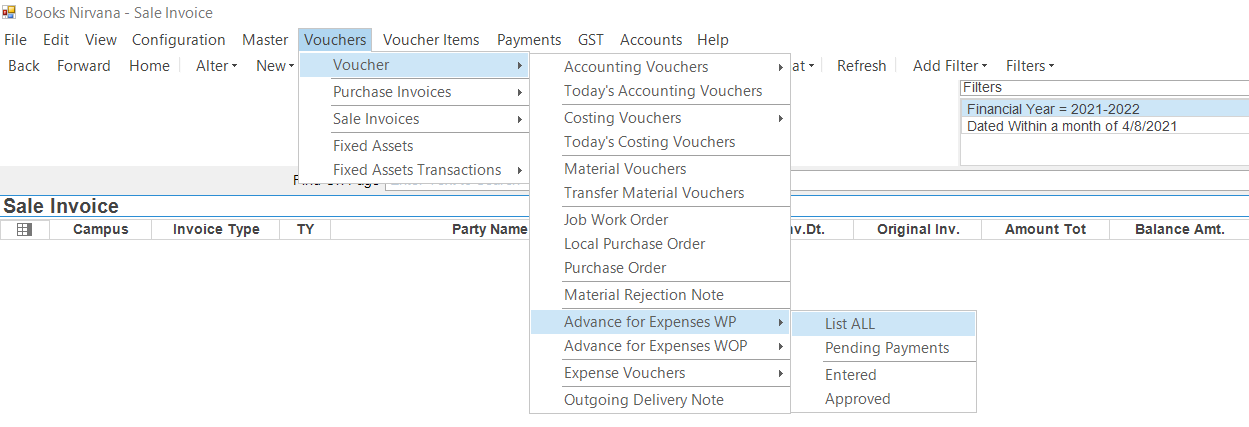 Books Nirvana - Sale Invoice
File Edit View Configuration Master Vouchers Voucher Items Payments GST Accounts Help
Back Forward Home Alter New at Refresh Add Filter Filters
Voucher
Purchase Invoices
Sale Invoices
Fixed Assets
Fixed Assets Transactions
Accounting Vouchers
Today's Accounting Vouchers
Costing Vouchers
Today's Costing Vouchers
Material Vouchers
Transfer Material Vouchers
Job Work Order
Local Purchase Order
Purchase Order
Material Rejection Note
Advance for Expenses WP
Advance for Expenses WOP
Expense Vouchers
Outgoing Delivery Note
List ALL
Pending Payments
Entered
Approved
Filters
Financial Year = 2021-2022
Dated Within a month of 4/8/2021
Sale Invoice
Campus Invoice Type TY Party Name nv.Dt. Original Inv. Amount Tot Balance Amt.